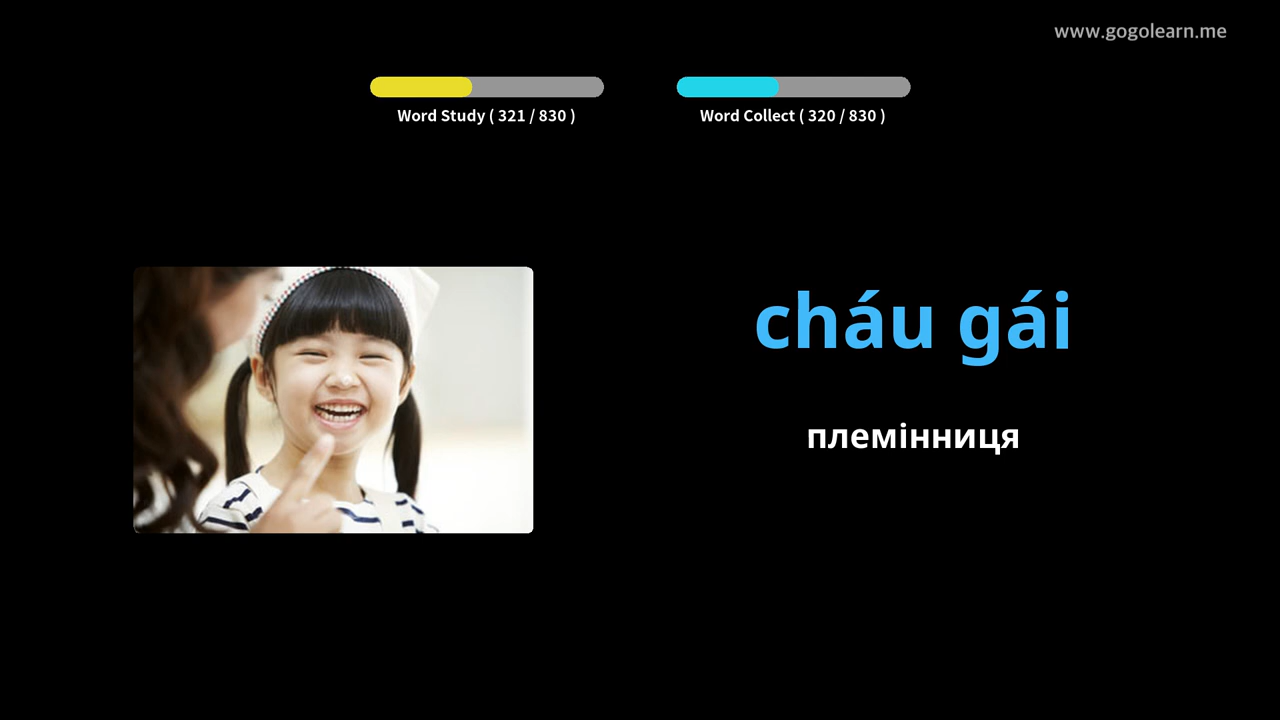 www.gogolearn.me
Word Study ( 321 / 830 )
Word Collect ( 320 / 830 )
cháu gái
племінниця